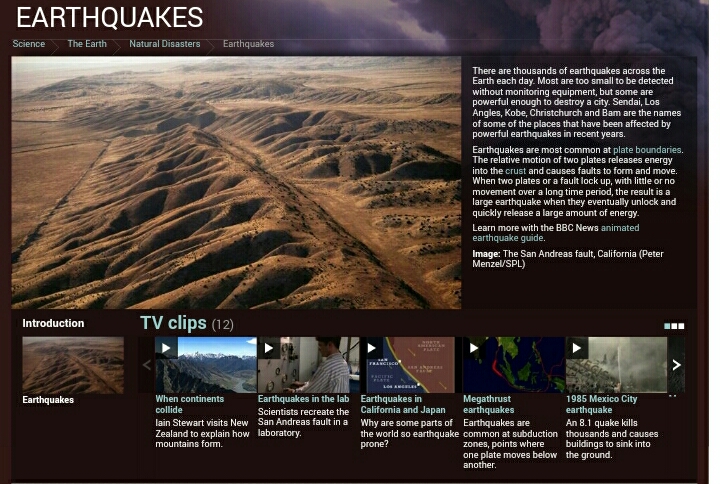 EARTHQUAKES
Science
The Earth
Natural Disasters
Earthquakes
There are thousands of earthquakes across the
Earth each day. Most are too small to be detected
without monitoring equipment, but some are
powerful enough to destroy a city. Sendai, Los
Angles, Kobe, Christchurch and Bam are the names
of some of the places that have been affected by
powerful earthquakes in recent years.
Earthquakes are most common at plate boundaries.
The relative motion of two plates releases energy
into the crust and causes faults to form and move.
When two plates or a fault lock up, with little or no
movement over a long time period, the result is a
large earthquake when they eventually unlock and
quickly release a large amount of energy.
Learn more with the BBC News animated
earthquake guide.
Image: The San Andreas fault, California (Peter
Menzel/SPL)
Introduction
Earthquakes
TV clips (12)
When continents
collide
Iain Stewart visits New
Zealand to explain how
mountains form.
Earthquakes in the lab
Scientists recreate the
San Andreas fault in a
laboratory.
NORTH
AMERICAN
PLATE
SAN
FRANCISCO
SAN ANDREAS
FAULT
PACIFIC
PLATE
LOS ANGELES
Earthquakes in
California and Japan
Why are some parts of
the world so earthquake
prone?
Megathrust
earthquakes
Earthquakes are
common at subduction
zones, points where
one plate moves below
another.
1985 Mexico City
earthquake
An 8.1 quake kills
thousands and causes
buildings to sink into
the ground.